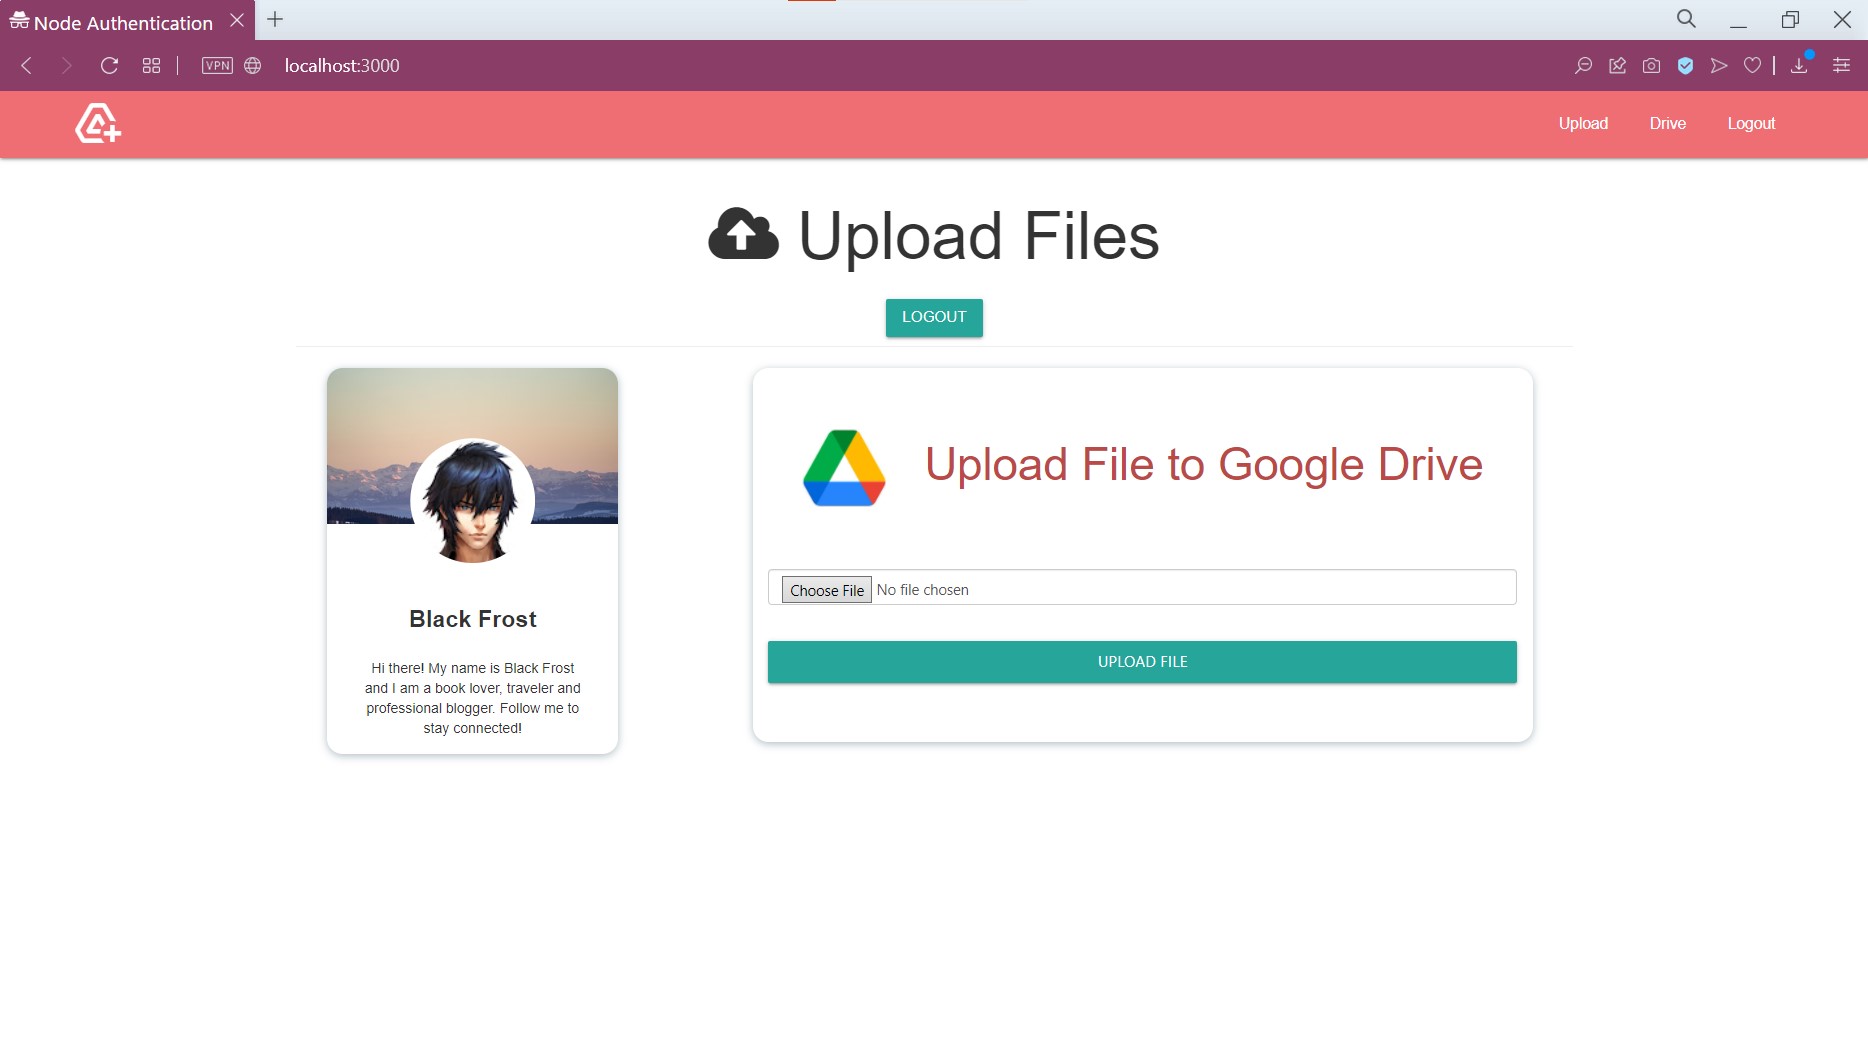 Node Authentication
VPN
localhost:3000
Upload
Drive
Logout
Upload Files
LOGOUT
Upload File to Google Drive
Choose File No file chosen
UPLOAD FILE
Black Frost
Hi there! My name is Black Frost
and I am a book lover, traveler and
professional blogger. Follow me to
stay connected!